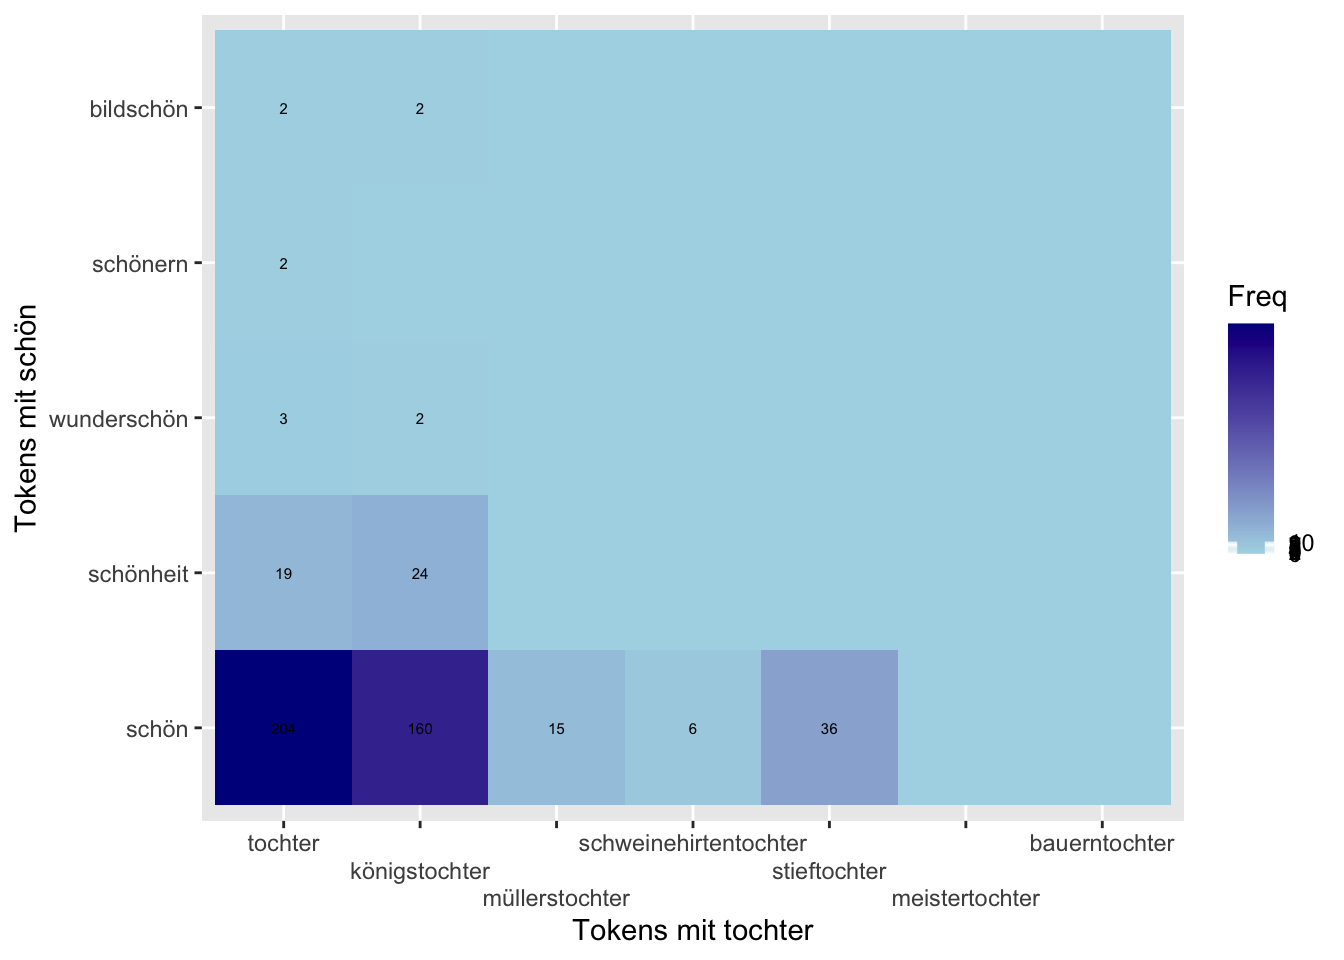 bildschön 2 2
schönern 2
wunderschön 3 2
schönheit 19 24
schön 204 160 15 6 36
Tokens mit schön
tochter schweinehirtentochter bauerntochter
königstochter stieftochter
müllerstochter meistertochter
Tokens mit tochter
Freq
10